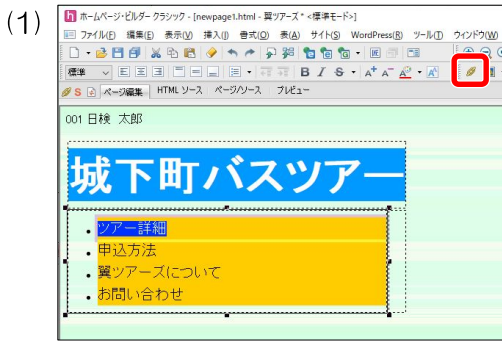 (1)
ホームページ・ビルダー クラシック - [newpage1.html - 翼ツアーズ * <標準モード>]
ファイル(F) 編集(E) 表示(V) 挿入(I) 書式(O) 表(A) サイト(S) WordPress(R) ツール(T) ウィンドウ(W)
標準 B I S A A A A
S ページ編集 HTML ソース ページ/ソース プレビュー
001 日検 太郎
城下町バスツアー
・ツアー詳細
・申込方法
・翼ツアーズについて
・お問い合わせ